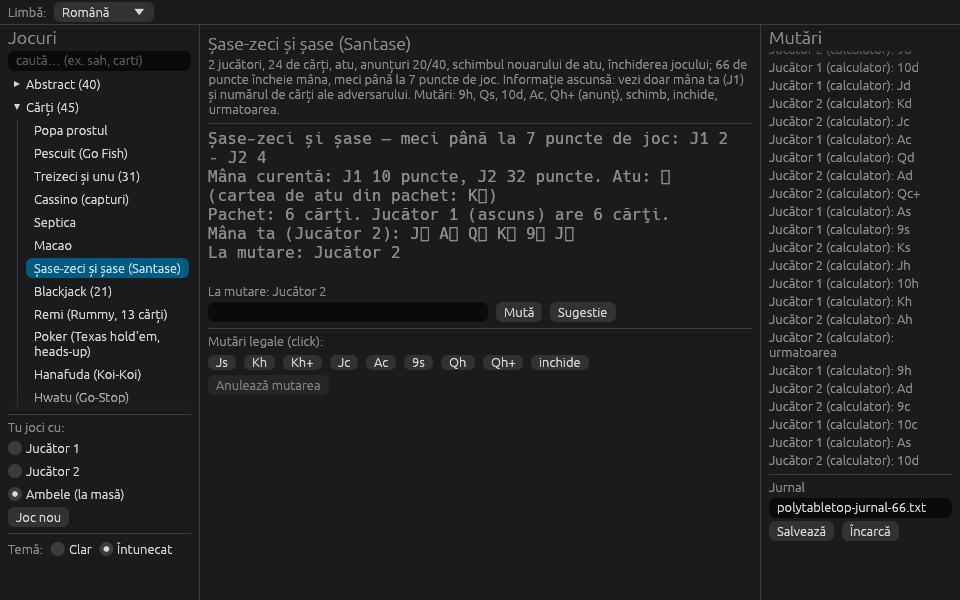 Limbă: Română
Jocuri
caută... (ex. sah, carti)
Abstract (40)
Cărți (45)
Popa prostul
Pescuit (Go Fish)
Treizeci și unu (31)
Cassino (capturi)
Septica
Macao
Șase-zeci și șase (Santase)
Blackjack (21)
Remi (Rummy, 13 cărți)
Poker (Texas hold'em,
heads-up)
Hanafuda (Koi-Koi)
Hwatu (Go-Stop)
Tu joci cu:
Jucător 1
Jucător 2
Ambele (la masă)
Joc nou
Temă: Clar Întunecat
Șase-zeci și șase (Santase)
2 jucători, 24 de cărți, atu, anunțuri 20/40, schimbul nouarului de atu, închiderea jocului; 66 de
puncte încheie mâna, meci până la 7 puncte de joc. Informație ascunsă: vezi doar mâna ta (J1)
și numărul de cărți ale adversarului. Mutări: 9h, Qs, 10d, Ac, Qh+ (anunț), schimb, inchide,
urmatoarea.
Șase-zeci și șase — meci până la 7 puncte de joc: J1 2
- J2 4
Mâna curentă: J1 10 puncte, J2 32 puncte. Atu: 
(cartea de atu din pachet: K)
Pachet: 6 cărți. Jucător 1 (ascuns) are 6 cărți.
Mâna ta (Jucător 2): J A Q K 9 J
La mutare: Jucător 2
La mutare: Jucător 2
Mută Sugestie
Mutări legale (click):
Js Kh Kh+ Jc Ac 9s Qh Qh+ inchide
Anulează mutarea
Mutări
Jucător 2 (calculator): 9d
Jucător 1 (calculator): 10d
Jucător 1 (calculator): Jd
Jucător 2 (calculator): Kd
Jucător 2 (calculator): Jc
Jucător 1 (calculator): Ac
Jucător 1 (calculator): Qd
Jucător 2 (calculator): Ad
Jucător 2 (calculator): Qc+
Jucător 1 (calculator): As
Jucător 1 (calculator): 9s
Jucător 2 (calculator): Ks
Jucător 2 (calculator): Jh
Jucător 1 (calculator): 10h
Jucător 1 (calculator): Kh
Jucător 2 (calculator): Ah
Jucător 2 (calculator):
urmatoarea
Jucător 1 (calculator): 9h
Jucător 2 (calculator): Ad
Jucător 2 (calculator): 9c
Jucător 1 (calculator): 10c
Jucător 1 (calculator): As
Jucător 2 (calculator): 10d
Jurnal
polytabletop-jurnal-66.txt
Salvează Încarcă